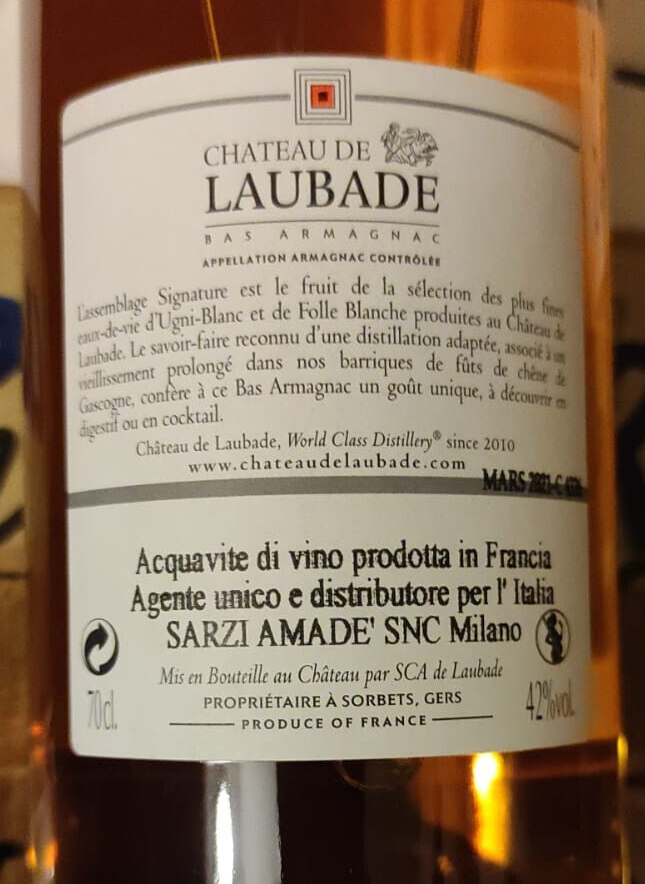 CHATEAU DE
LAUBADE
BAS ARMAGNAC
APPELLATION ARMAGNAC CONTRÔLÉE
L'assemblage Signature est le fruit de la sélection des plus fines
eaux-de-vie d'Ugni-Blanc et de Folle Blanche produites au Château de
Laubade. Le savoir-faire reconnu d'une distillation adaptée, associé à un
vieillissement prolongé dans nos barriques de fûts de chêne de
Gascogne, confère à ce Bas Armagnac un goût unique, à découvrir en
digestif ou en cocktail.
Château de Laubade, World Class Distillery® since 2010
www.chateaudelaubade.com
MARS 2021-C
Acquavite di vino prodotta in Francia
Agente unico e distributore per l' Italia
SARZI AMADE' SNC Milano
Mis en Bouteille au Château par SCA de Laubade
PROPRIÉTAIRE À SORBETS, GERS
70cl.
42%vol.
PRODUCE OF FRANCE